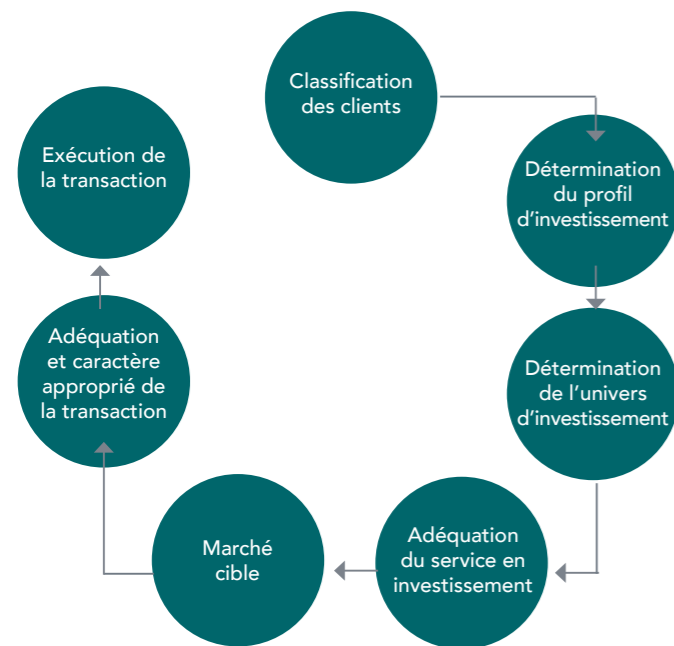 Classification
des clients
Détermination
du profil
d’investissement
Détermination
de l’univers
d’investissement
Adéquation
du service en
investissement
Marché
cible
Adéquation
et caractère
approprié de
la transaction
Exécution de
la transaction